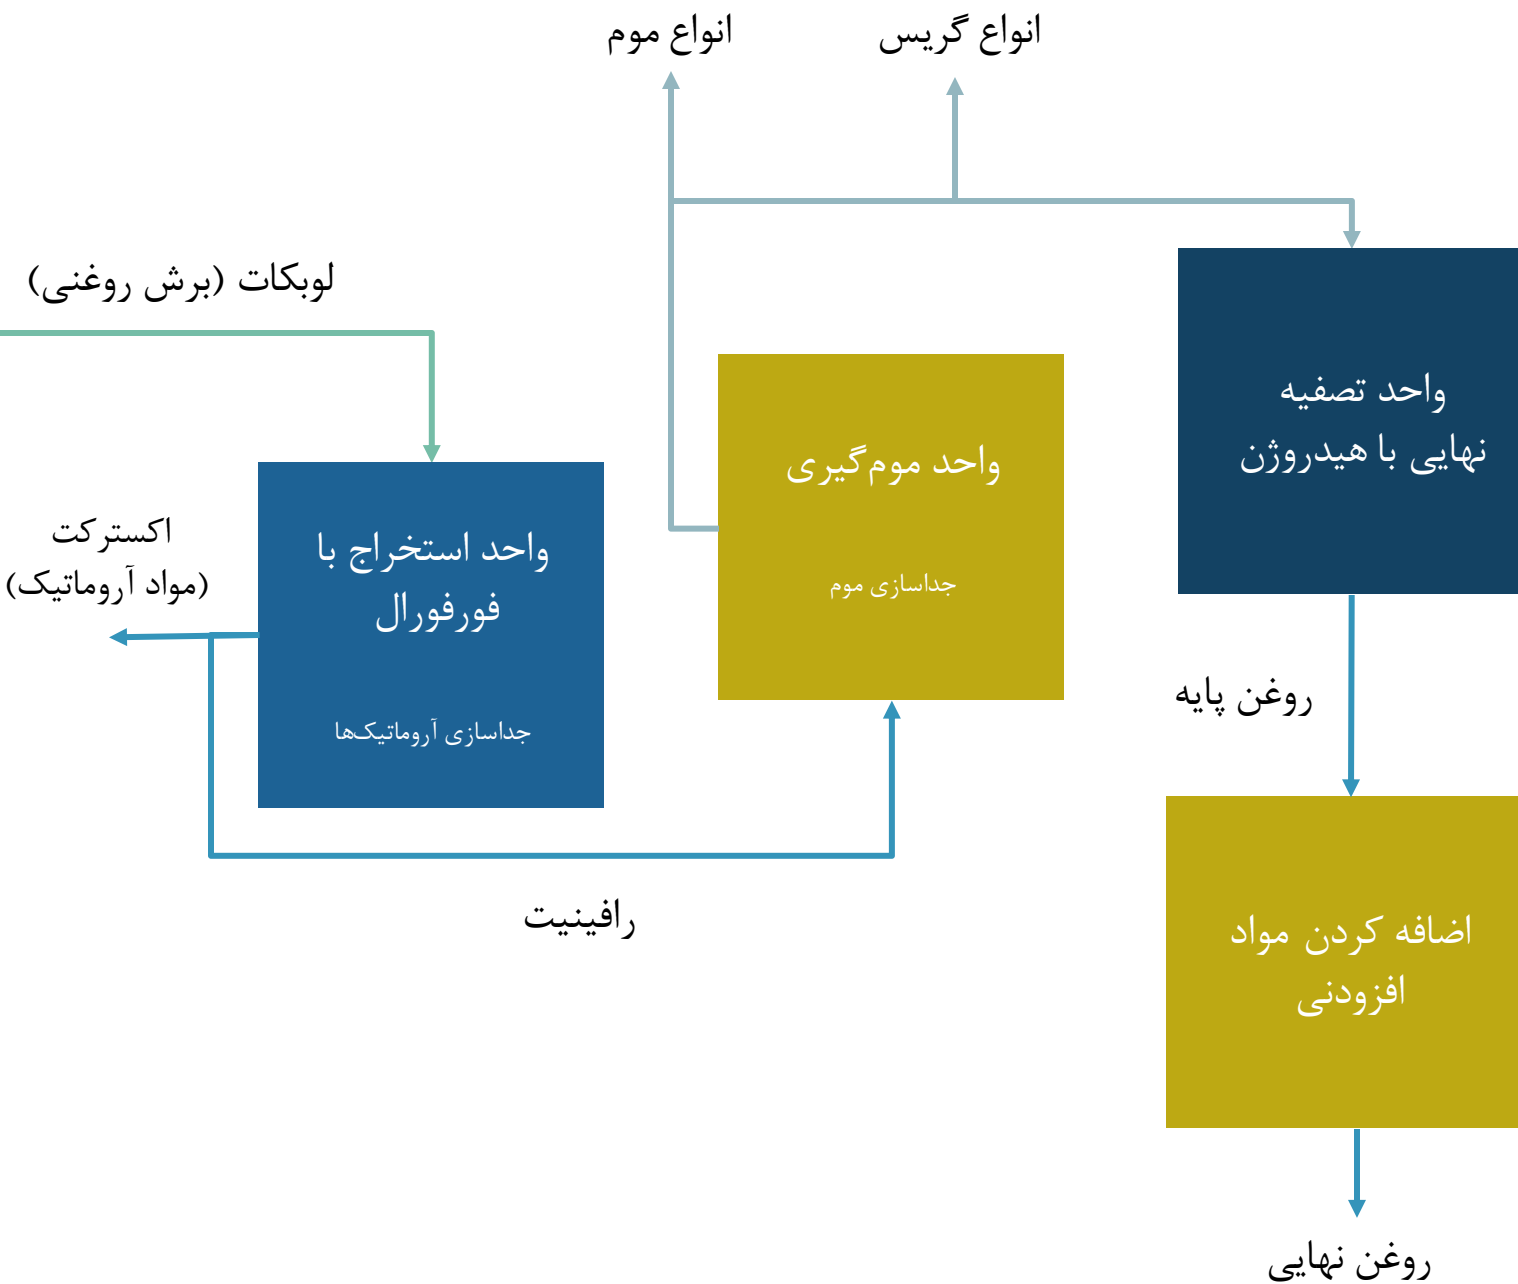 انواع گریس
انواع موم
لوبکات (برش روغنی)
واحد تصفیه
نهایی با هیدروژن
واحد موم‌گیری
جداسازی موم
واحد استخراج با
فورفورال
جداسازی آروماتیک‌ها
اکسترکت
(مواد آروماتیک)
روغن پایه
رافینیت
اضافه کردن مواد
افزودنی
روغن نهایی